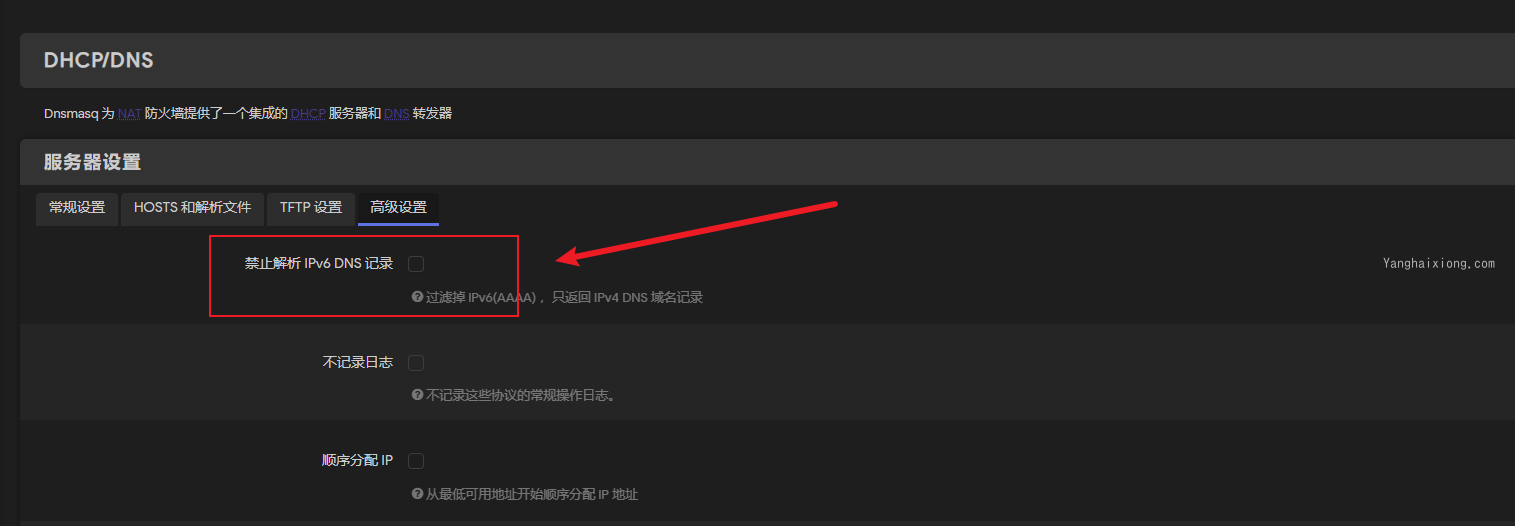 DHCP/DNS
Dnsmasq 为 NAT 防火墙提供了一个集成的 DHCP 服务器和 DNS 转发器
服务器设置
常规设置 HOSTS 和解析文件 TFTP 设置 高级设置
禁止解析 IPv6 DNS 记录
Yanghaixiong.com
过滤掉 IPv6(AAAA) ，只返回 IPv4 DNS 域名记录
不记录日志
不记录这些协议的常规操作日志。
顺序分配 IP
从最低可用地址开始顺序分配 IP 地址